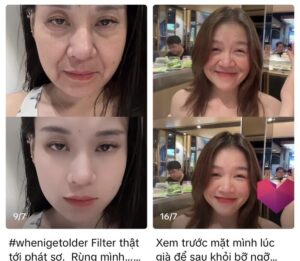 9/7
16/7
#whenigetolder Filter thật
tới phát sợ.  Rùng mình......
Xem trước mặt mình lúc
già để sau khỏi bỡ ngỡ...